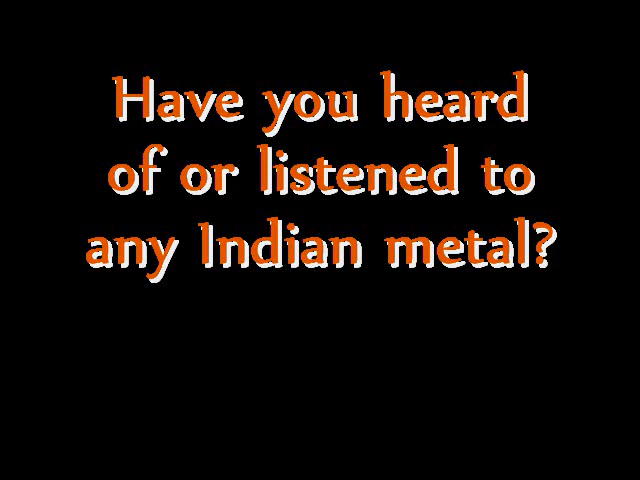 Have you heard
of or listened to
any Indian metal?